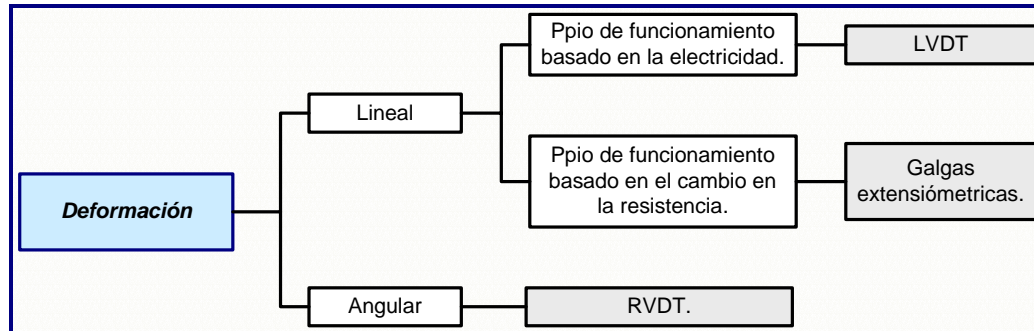 Ppio de funcionamiento
basado en la electricidad.
LVDT
Lineal
Ppio de funcionamiento
basado en el cambio en
la resistencia.
Galgas
extensiómetricas.
Deformación
Angular
RVDT.